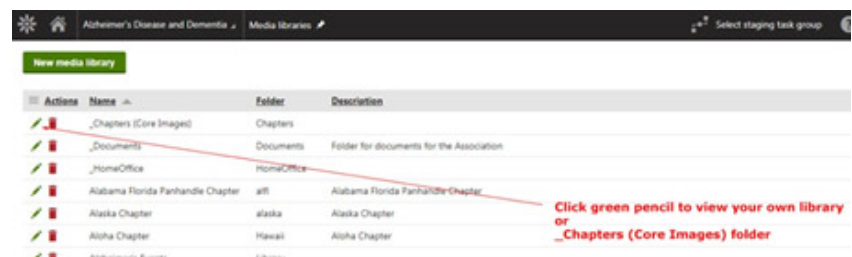 Alzheimer's Disease and Dementia
Media libraries
Select staging task group
?
New media library
Actions Name Folder Description
_Chapters (Core Images) Chapters
_Documents Documents Folder for documents for the Association
_HomeOffice HomeOffice
Alabama Florida Panhandle Chapter alfl Alabama Florida Panhandle Chapter
Alaska Chapter alaska Alaska Chapter
Aloha Chapter Hawaii Aloha Chapter
Click green pencil to view your own library
or
_Chapters (Core Images) folder